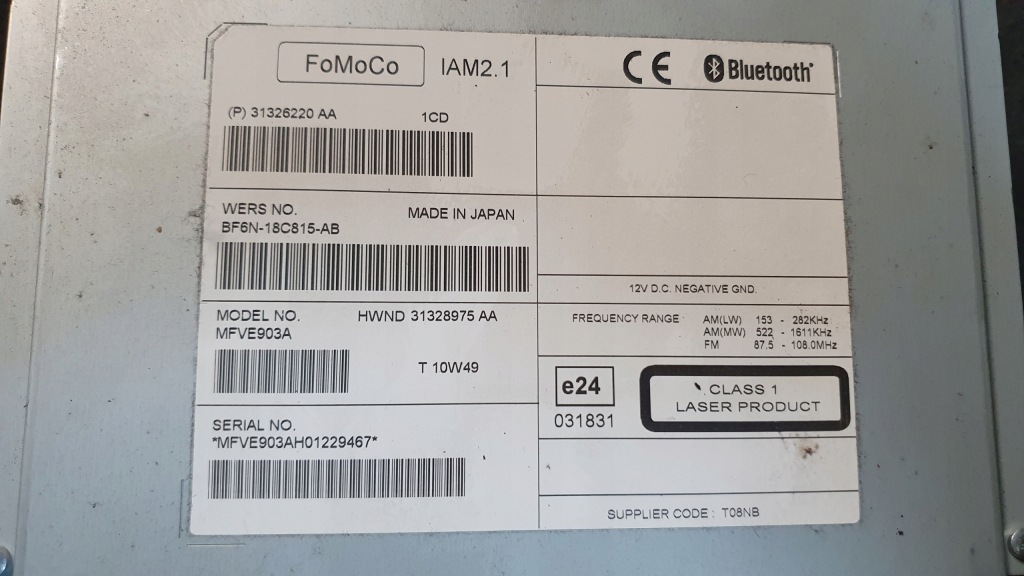 FoMoCo IAM2.1
(P) 31326220 AA 1CD
WERS NO. MADE IN JAPAN
BF6N-18C815-AB
MODEL NO. HWND 31328975 AA
MFVE903A
T 10W49
SERIAL NO.
*MFVE903AH01229467*
CE Bluetooth
12V D.C. NEGATIVE GND.
FREQUENCY RANGE AM(LW) 153 - 282KHz
AM(MW) 522 - 1611KHz
FM 87.5 - 108.0MHz
e24
031831
CLASS 1
LASER PRODUCT
SUPPLIER CODE : T08NB